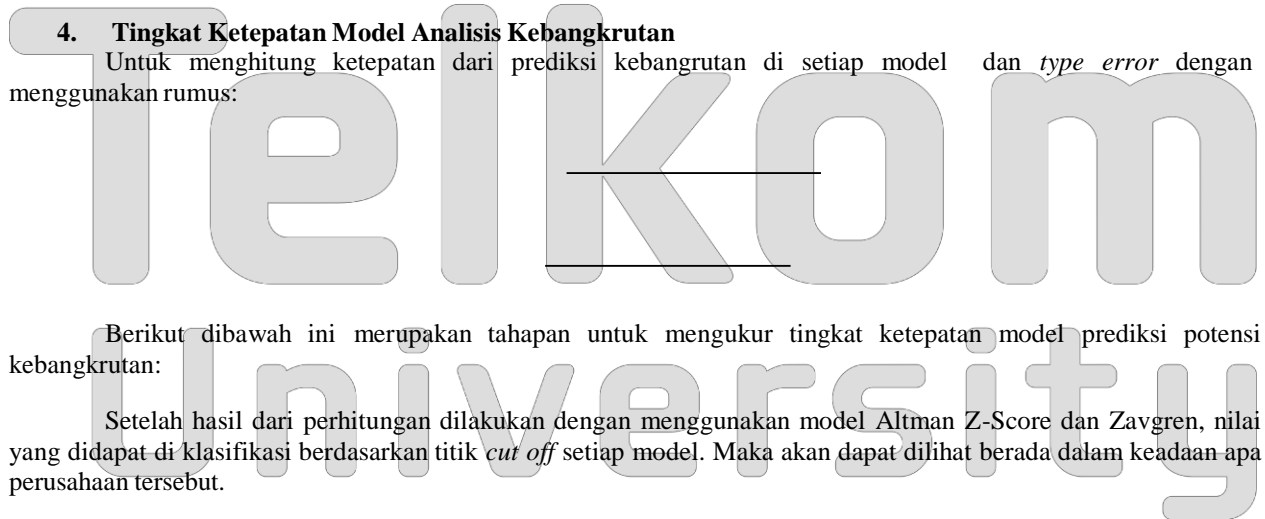 4. Tingkat Ketepatan Model Analisis Kebangkrutan
Untuk menghitung ketepatan dari prediksi kebangrutan di setiap model dan type error dengan
menggunakan rumus:
Telkom
Berikut dibawah ini merupakan tahapan untuk mengukur tingkat ketepatan model prediksi potensi
kebangkrutan:
University
Setelah hasil dari perhitungan dilakukan dengan menggunakan model Altman Z-Score dan Zavgren, nilai
yang didapat di klasifikasi berdasarkan titik cut off setiap model. Maka akan dapat dilihat berada dalam keadaan apa
perusahaan tersebut.